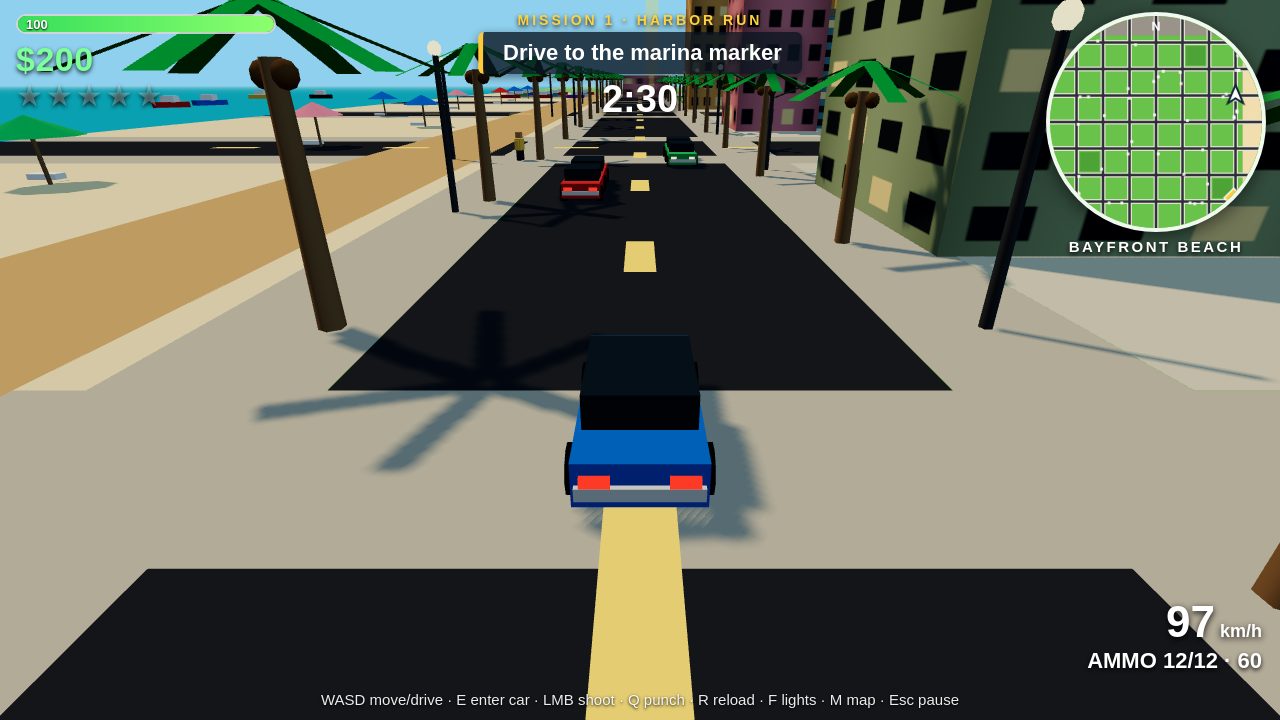 100
$200
MISSION 1 · HARBOR RUN
Drive to the marina marker
2:30
N
BAYFRONT BEACH
97 km/h
AMMO 12/12 · 60
WASD move/drive · E enter car · LMB shoot · Q punch · R reload · F lights · M map · Esc pause